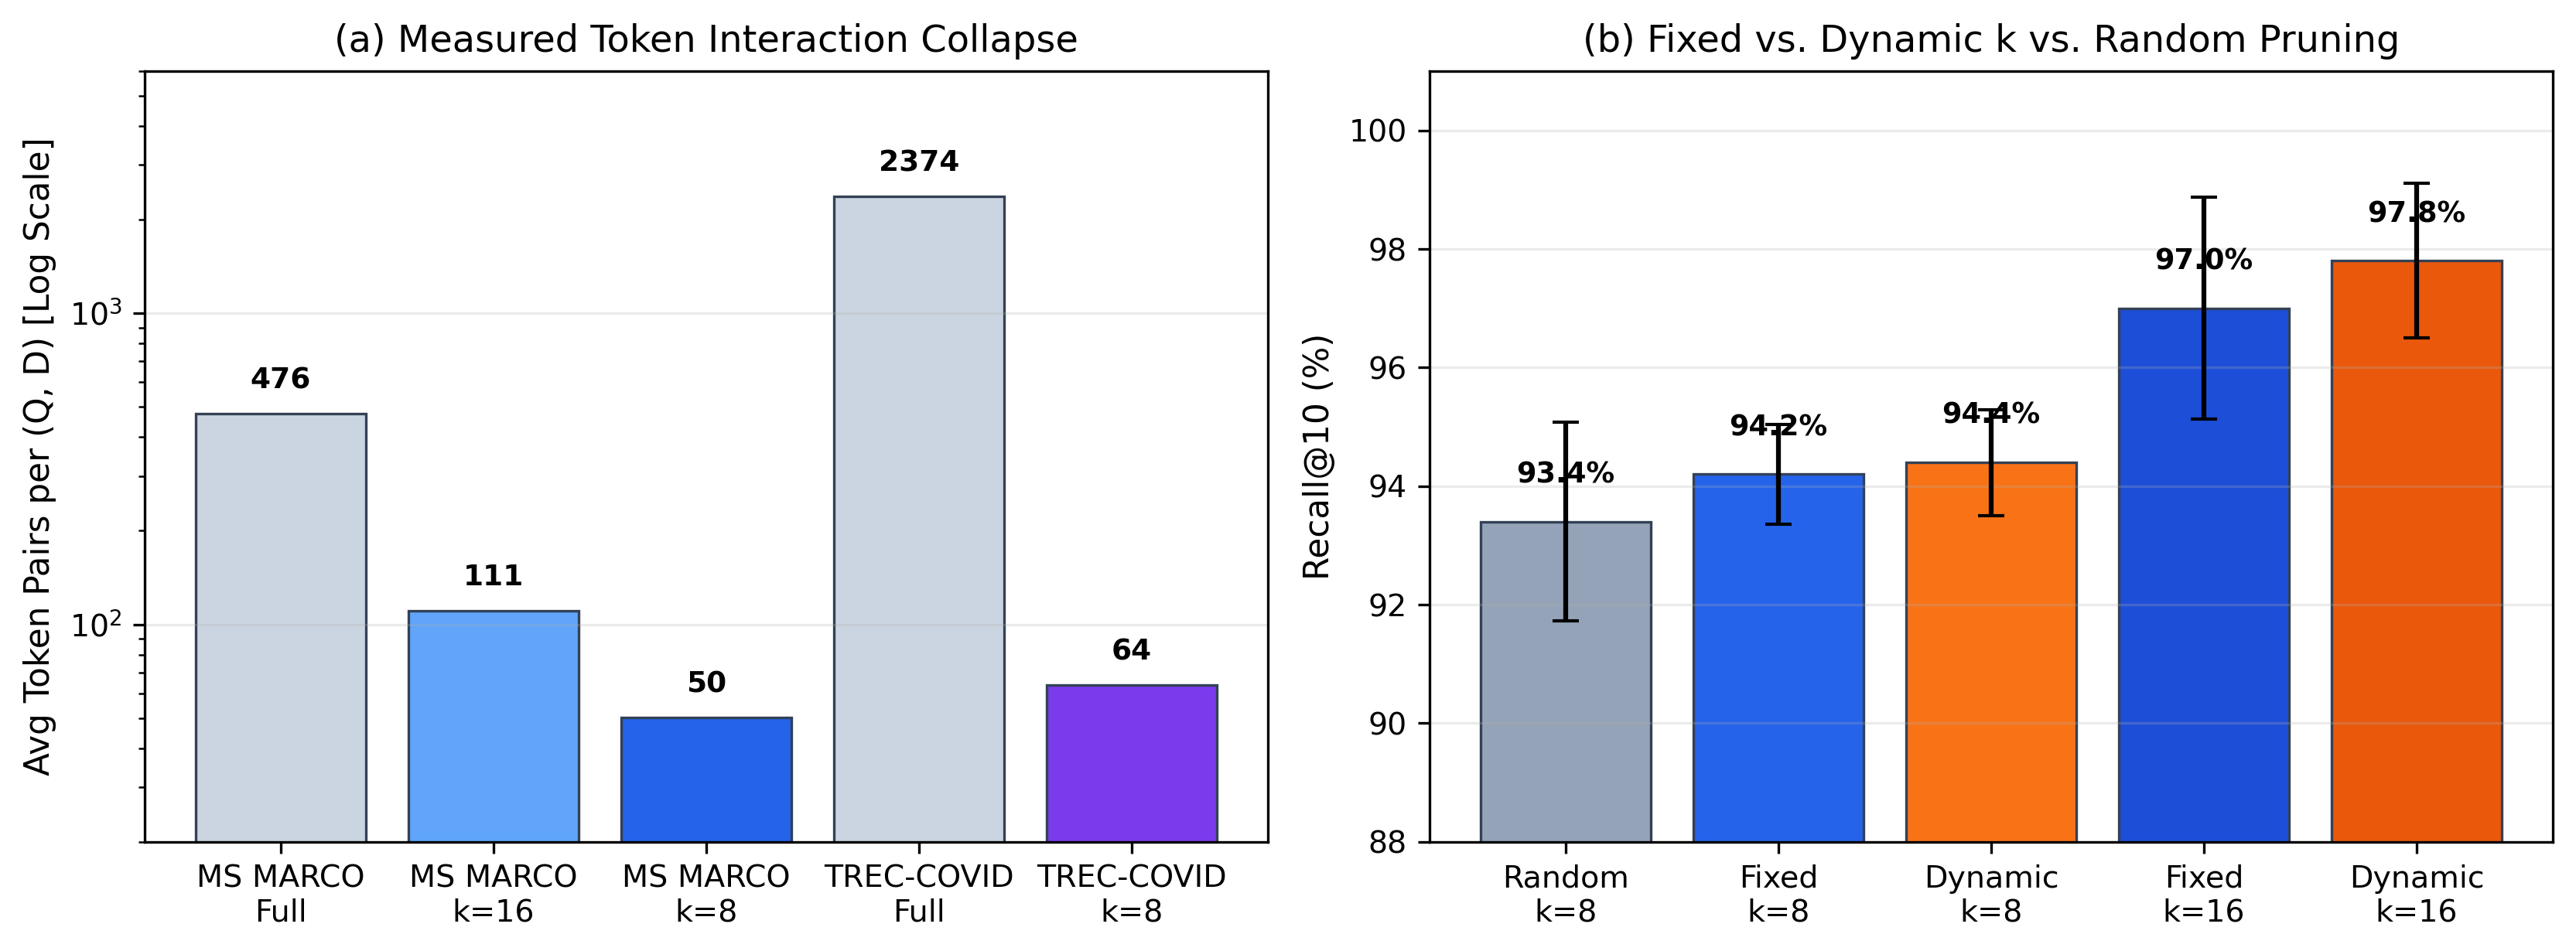 (a) Measured Token Interaction Collapse
Avg Token Pairs per (Q, D) [Log Scale]
10³
10²
476
111
50
2374
64
MS MARCO
Full
MS MARCO
k=16
MS MARCO
k=8
TREC-COVID
Full
TREC-COVID
k=8
(b) Fixed vs. Dynamic k vs. Random Pruning
Recall@10 (%)
100
98
96
94
92
90
88
93.4%
94.2%
94.4%
97.0%
97.8%
Random
k=8
Fixed
k=8
Dynamic
k=8
Fixed
k=16
Dynamic
k=16